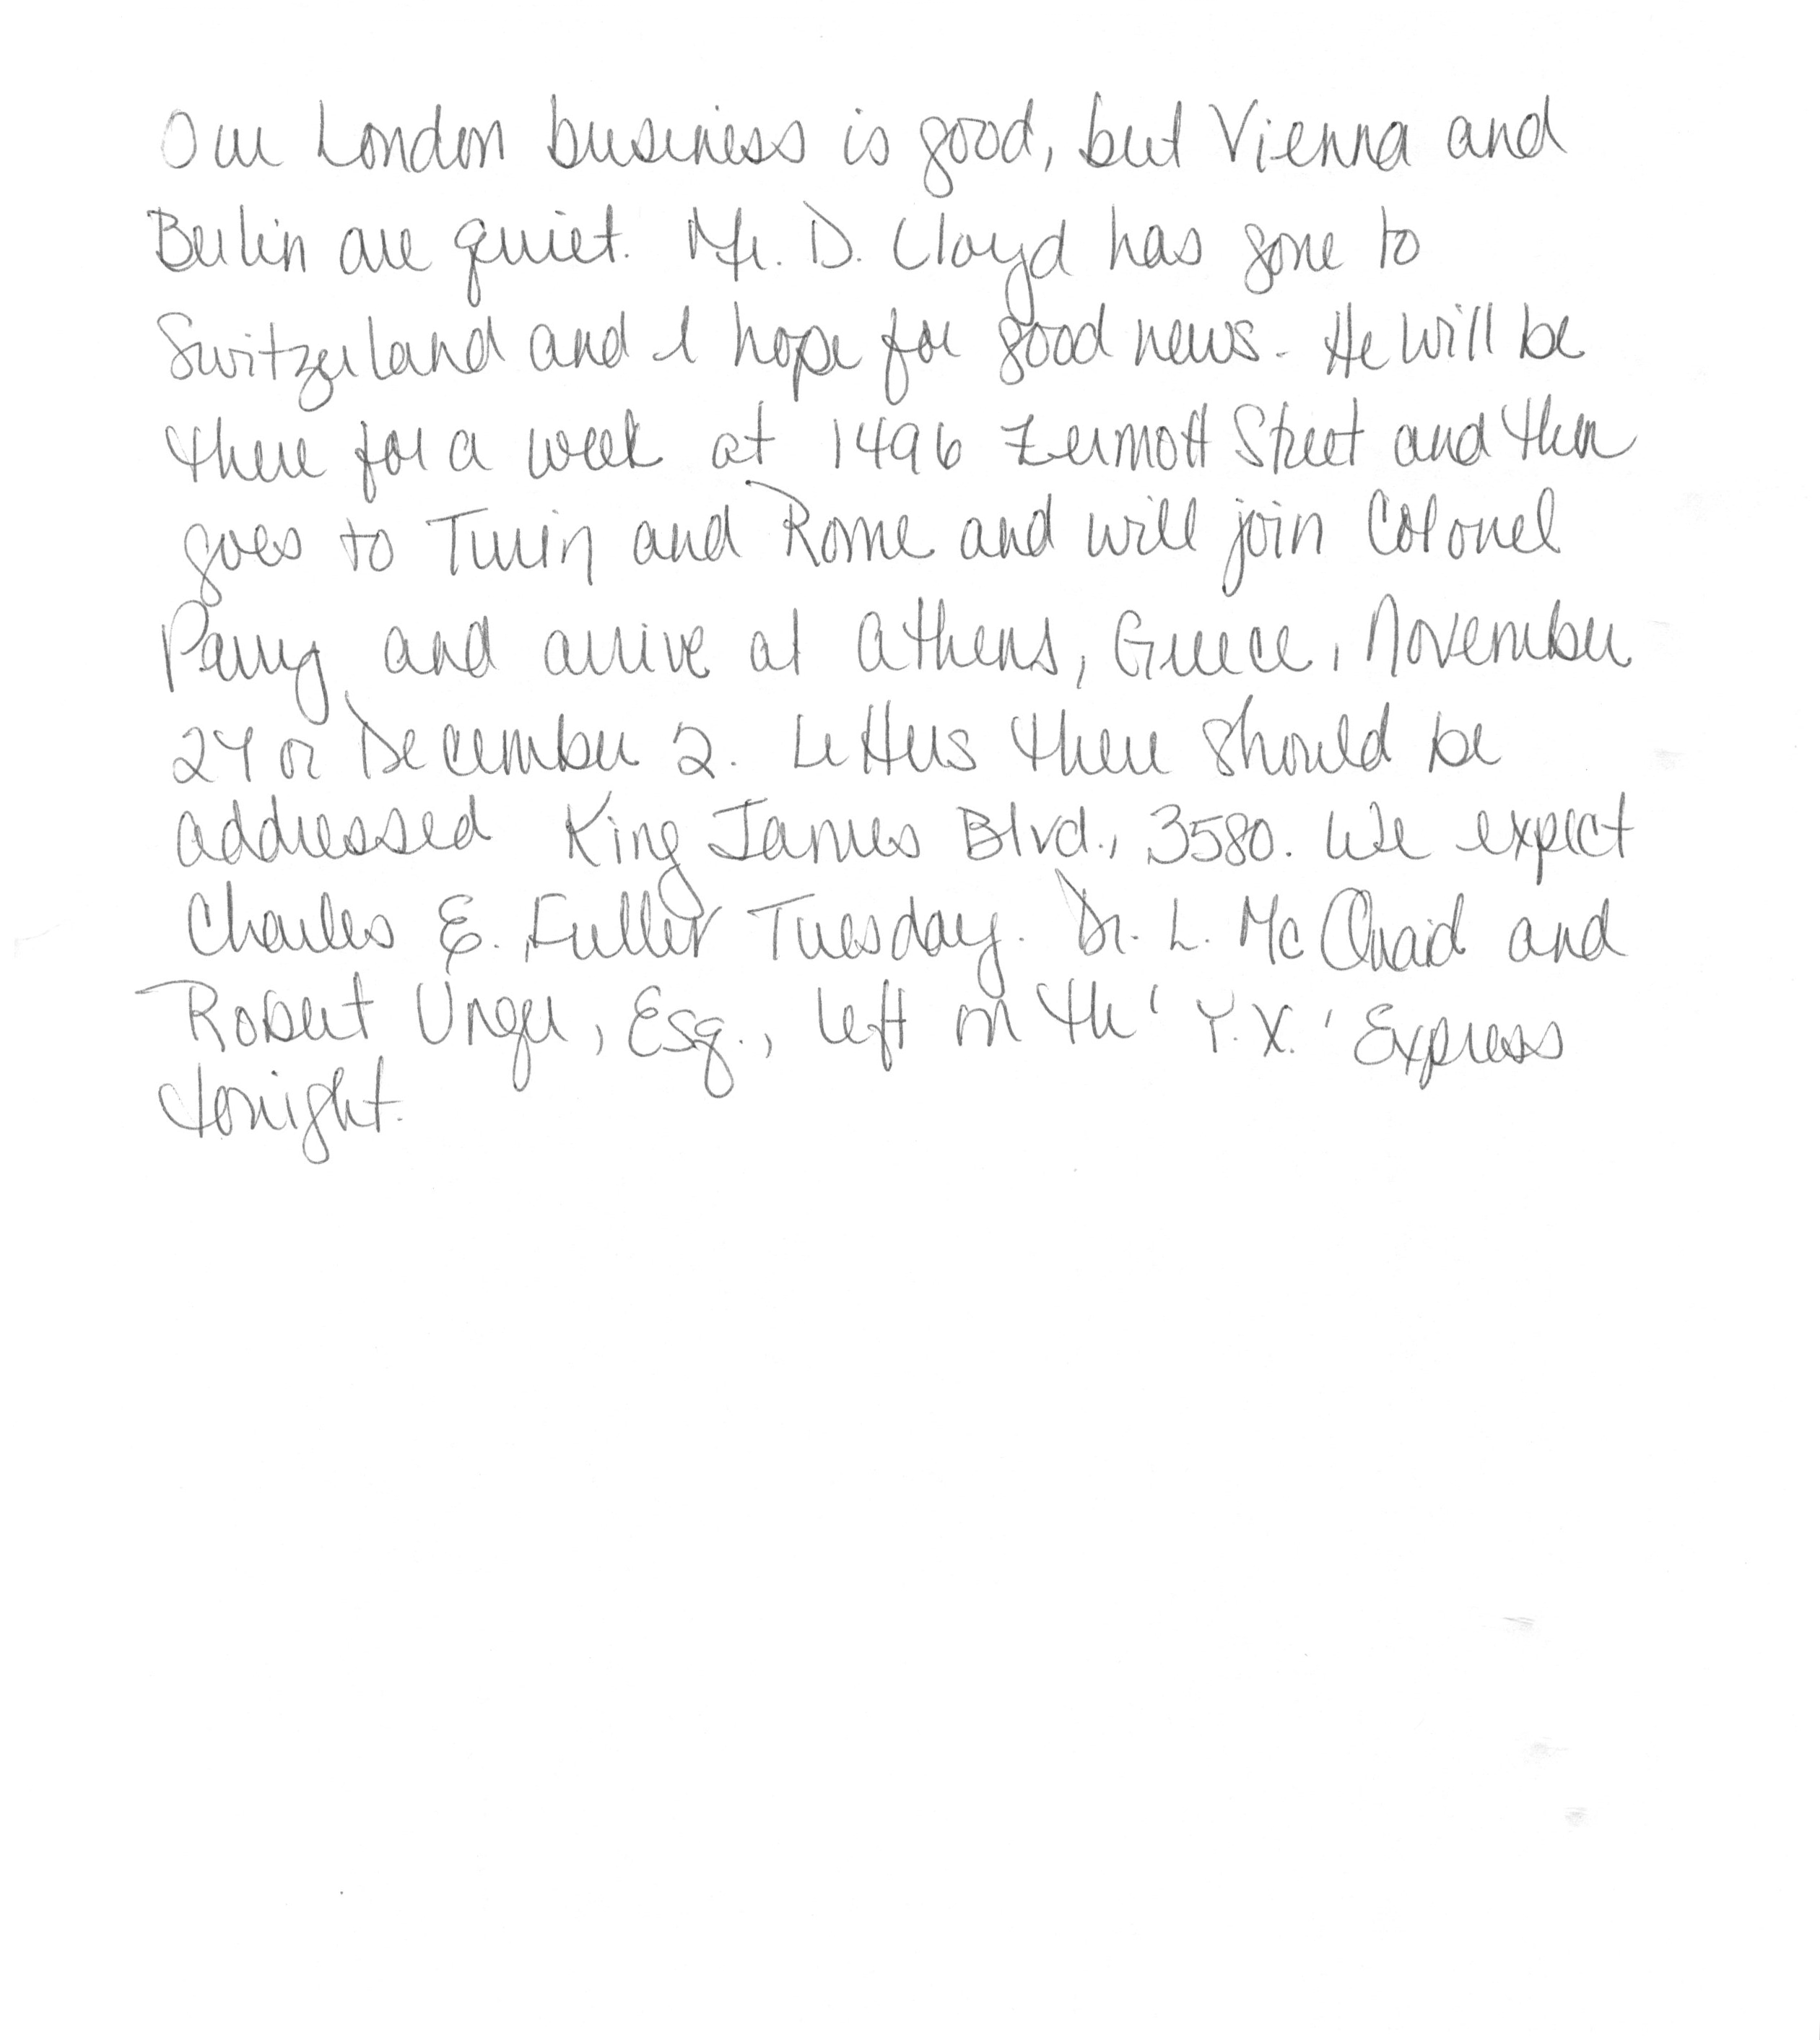 Our London business is good, but Vienna and
Berlin are quiet. Mr. D. Lloyd has gone to
Switzerland and I hope for good news. He will be
there for a week at 1496 Zermott Street and then
goes to Turin and Rome and will join Colonel
Parry and arrive at Athens, Greece, November
27 or December 2. Letters there should be
addressed King James Blvd., 3580. We expect
Charles E. Fuller Tuesday. Dr. L. McQuaid and
Robert Unger, Esq., left on the 'Y.X.' Express
tonight.